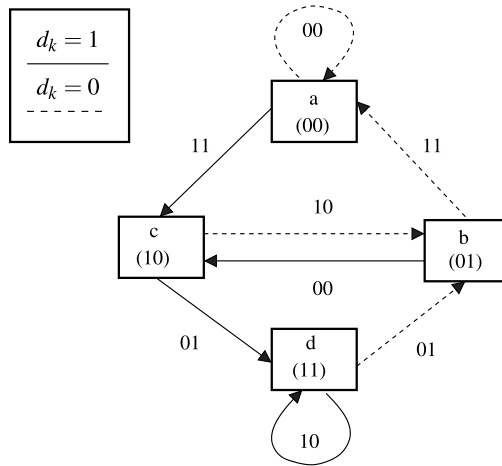 d_k = 1
d_k = 0
00
a
(00)
11
11
c
(10)
10
b
(01)
00
01
d
(11)
01
10